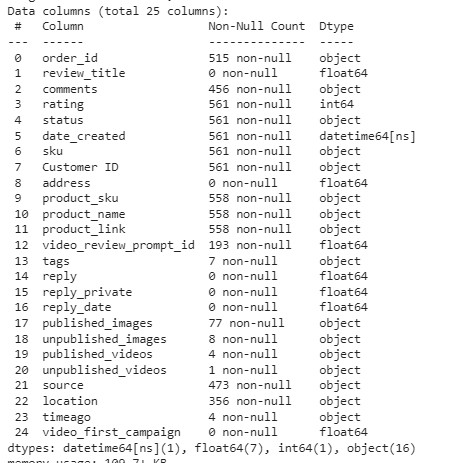 Data columns (total 25 columns):
 #   Column                  Non-Null Count  Dtype
---  ------                  --------------  -----
 0   order_id                515 non-null    object
 1   review_title            0 non-null      float64
 2   comments                456 non-null    object
 3   rating                  561 non-null    int64
 4   status                  561 non-null    object
 5   date_created            561 non-null    datetime64[ns]
 6   sku                     561 non-null    object
 7   Customer ID             561 non-null    object
 8   address                 0 non-null      float64
 9   product_sku             558 non-null    object
 10  product_name            558 non-null    object
 11  product_link            558 non-null    object
 12  video_review_prompt_id  193 non-null    float64
 13  tags                    7 non-null      object
 14  reply                   0 non-null      float64
 15  reply_private           0 non-null      float64
 16  reply_date              0 non-null      float64
 17  published_images        77 non-null     object
 18  unpublished_images      8 non-null      object
 19  published_videos        4 non-null      object
 20  unpublished_videos      1 non-null      object
 21  source                  473 non-null    object
 22  location                356 non-null    object
 23  timeago                 4 non-null      object
 24  video_first_campaign    0 non-null      float64
dtypes: datetime64[ns](1), float64(7), int64(1), object(16)
memory usage: 109.7+ KB